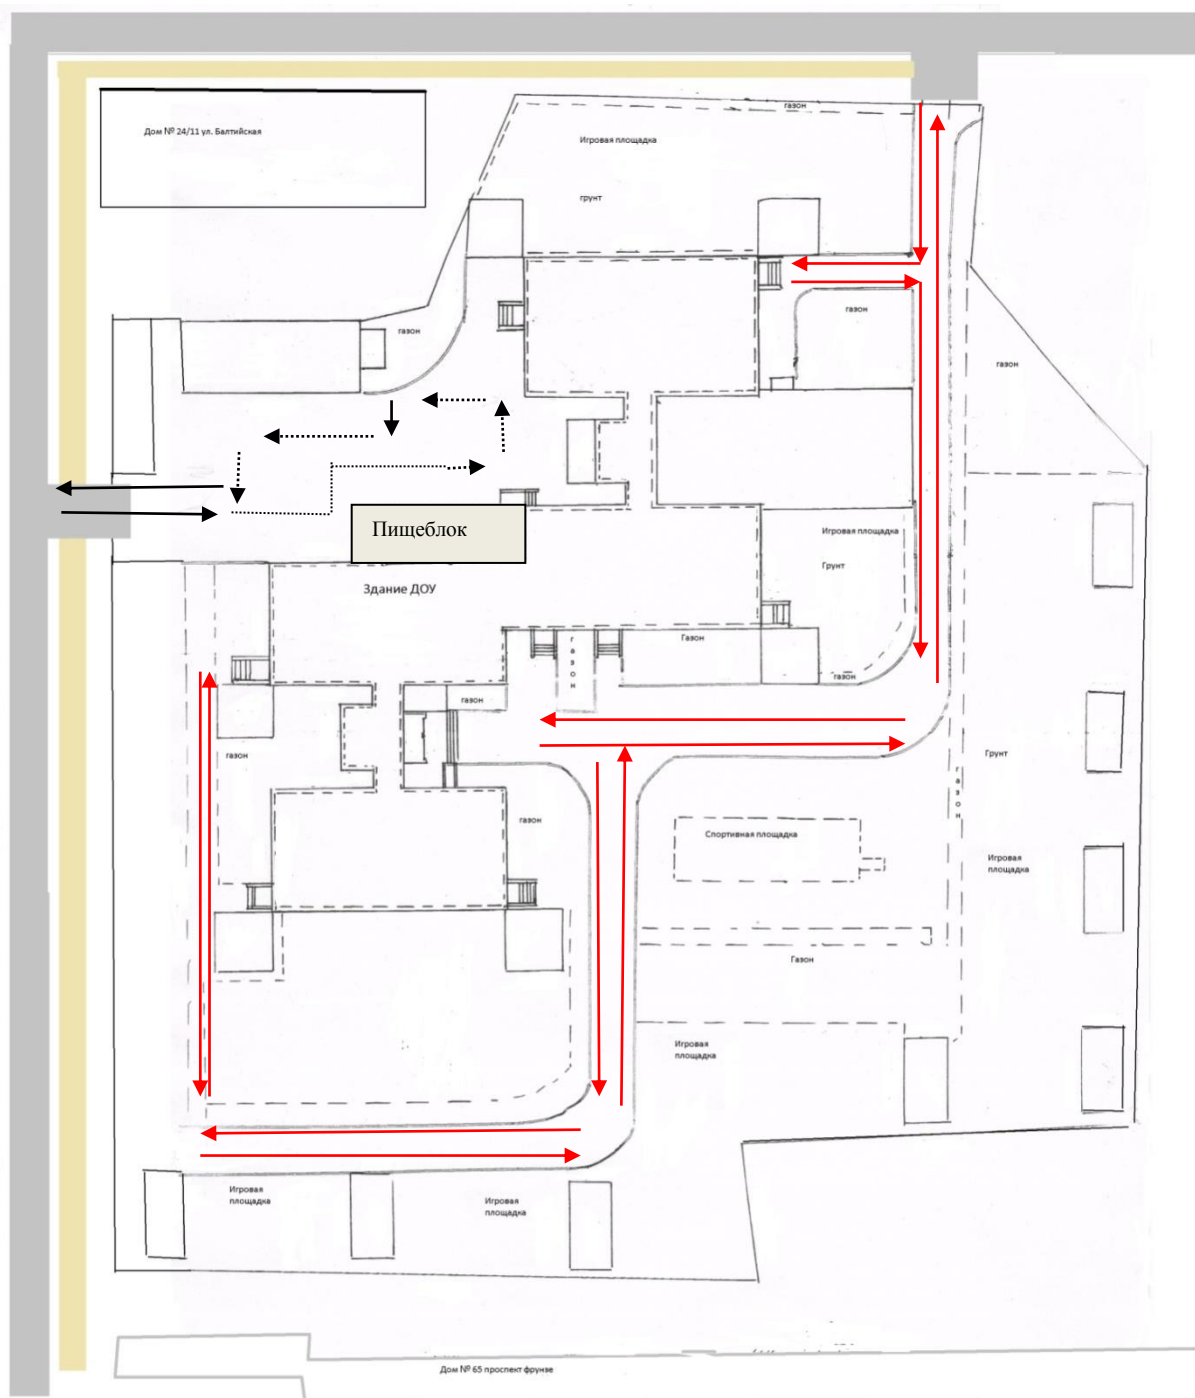 газон
Дом № 24/11 ул. Балтийская
Игровая площадка
грунт
газон
газон
газон
Пищеблок
Игровая площадка
Грунт
Здание ДОУ
Газон
газон
газон
газон
газон
Грунт
газон
газон
Спортивная площадка
Игровая
площадка
Газон
Игровая
площадка
Игровая
площадка
Игровая
площадка
Дом № 65 проспект фрунзе